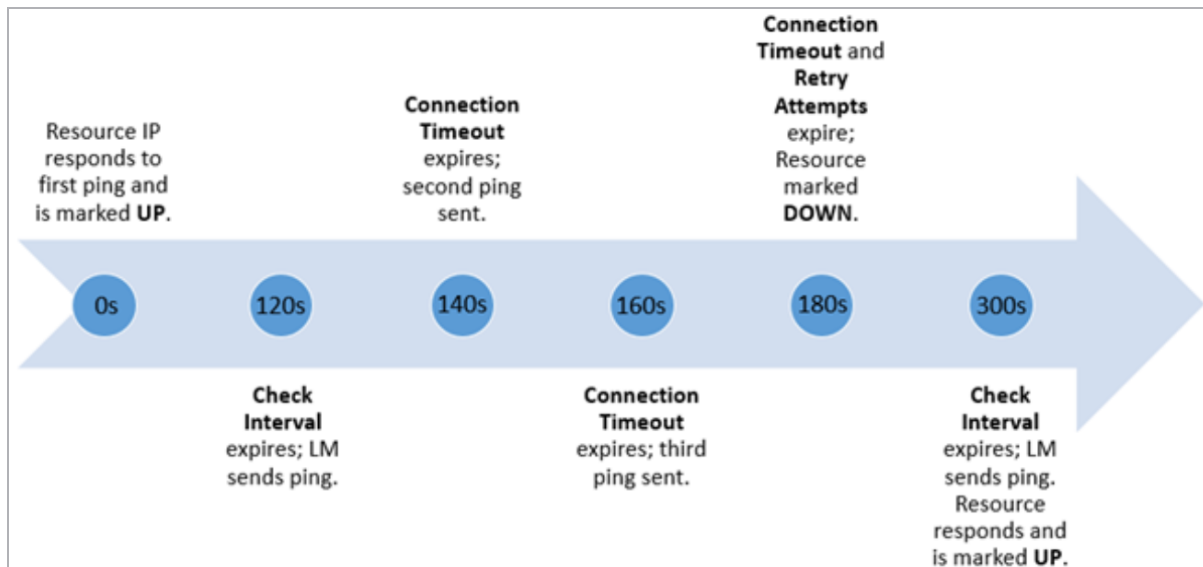 Resource IP
responds to
first ping and
is marked UP.
Connection
Timeout
expires;
second ping
sent.
Connection
Timeout and
Retry
Attempts
expire;
Resource
marked
DOWN.
0s
120s
140s
160s
180s
300s
Check
Interval
expires; LM
sends ping.
Connection
Timeout
expires; third
ping sent.
Check
Interval
expires; LM
sends ping.
Resource
responds and
is marked UP.